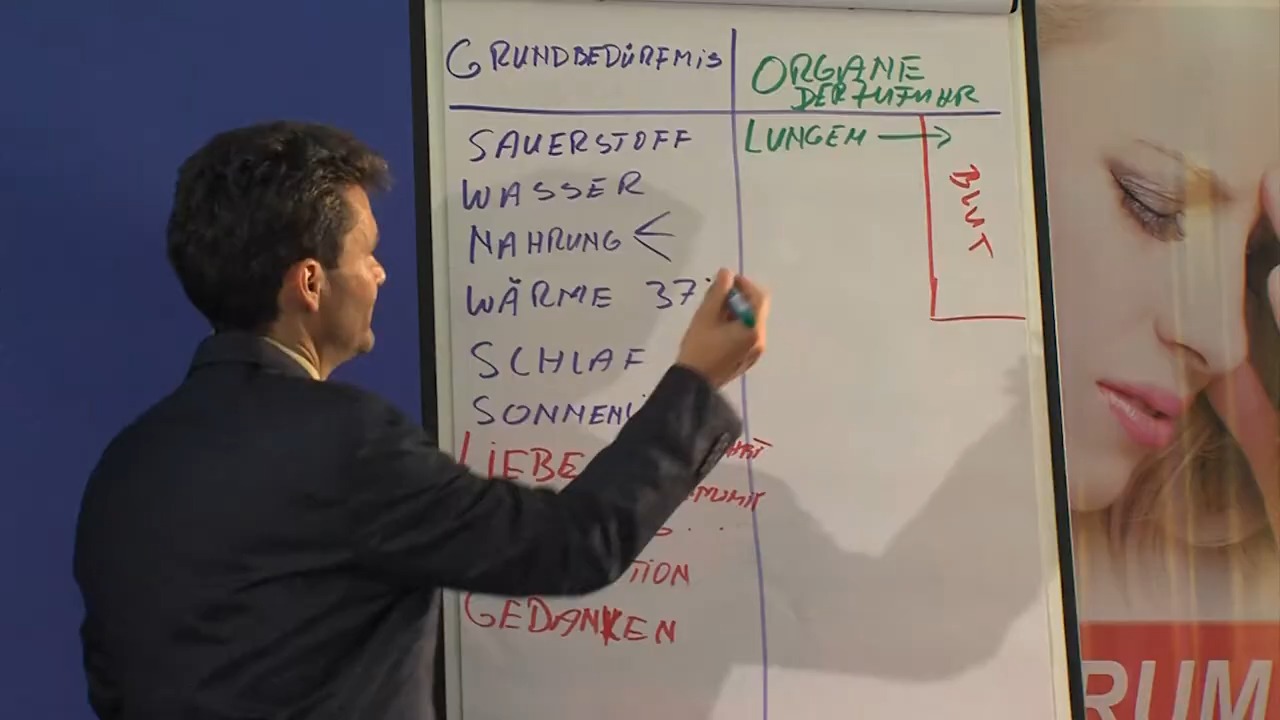 GRUNDBEDÜRFNIS
ORGANE
DER ZUFUHR
SAUERSTOFF
LUNGEN →
WASSER
BLUT
NAHRUNG <
WÄRME 37°
SCHLAF
LIEBE
GEDANKEN
RUM